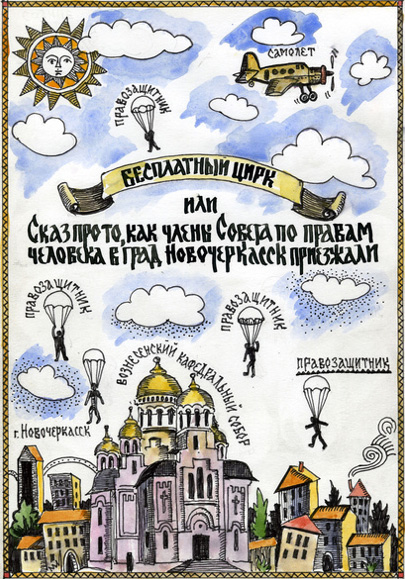 самолет
правозащитник
Бесплатный цирк
или
Сказ про то, как члены Совета по правам
человека в град Новочеркасск приезжали
правозащитник
правозащитник
Вознесенский кафедральный собор
правозащитник
г. Новочеркасск